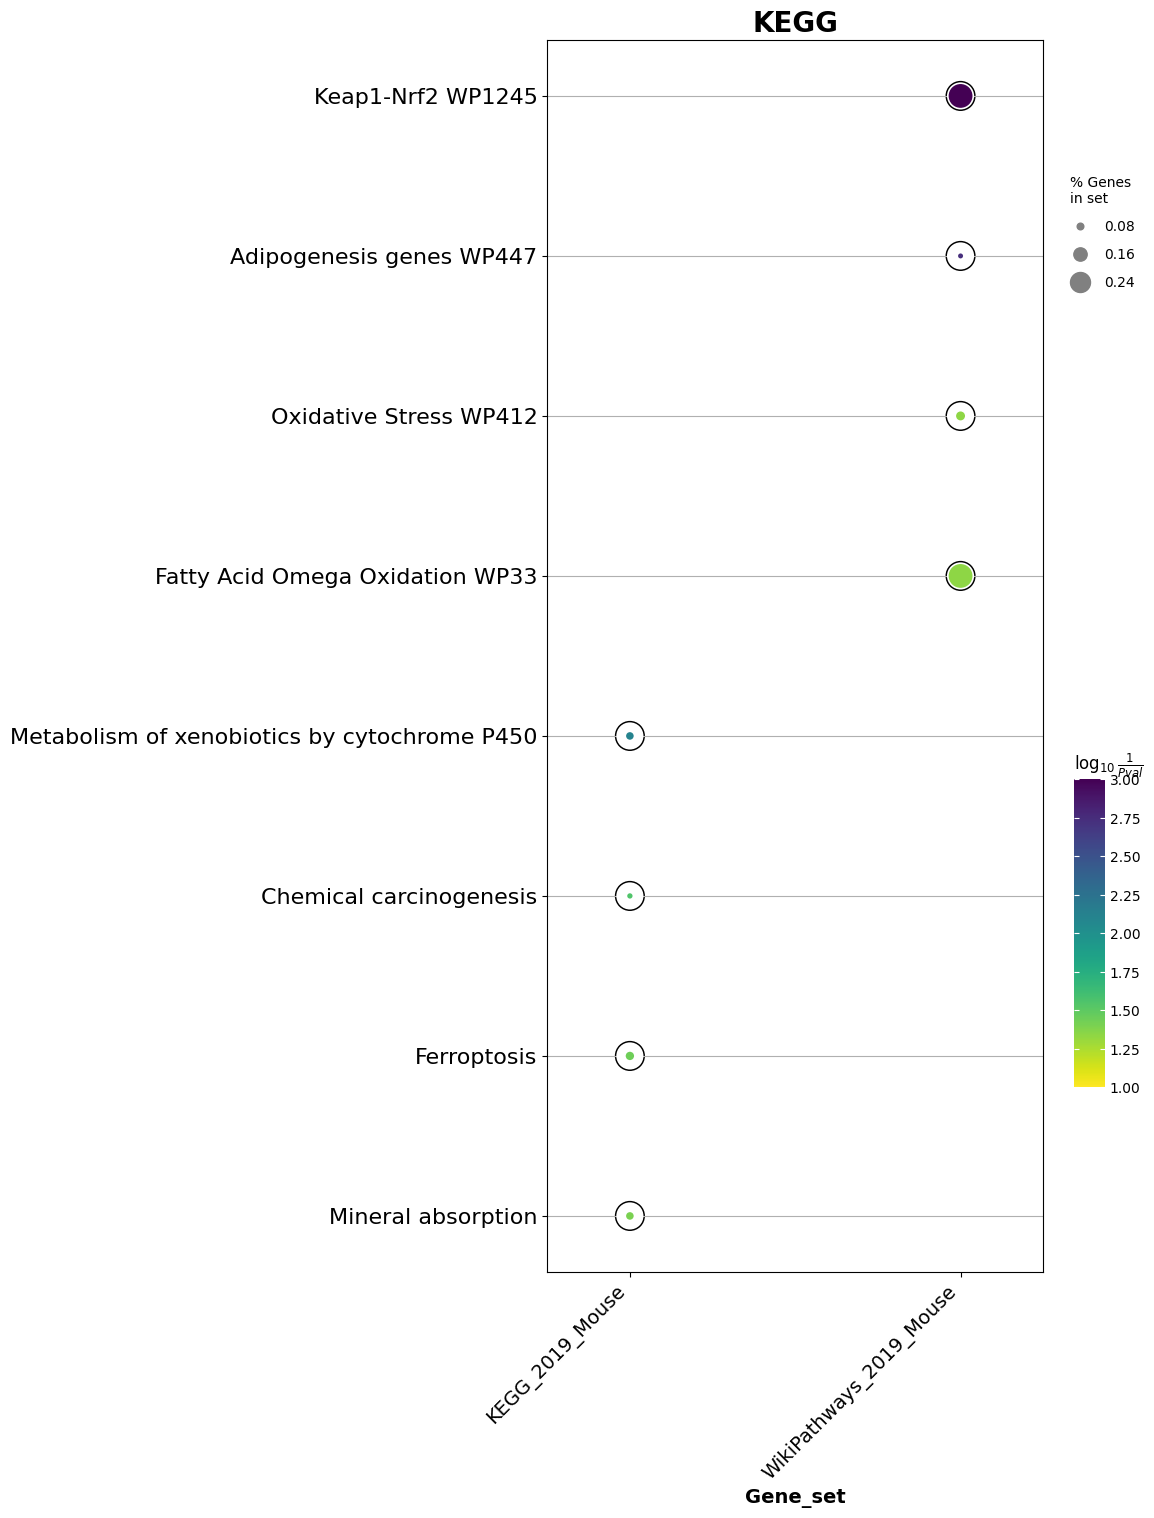 KEGG
Keap1-Nrf2 WP1245
Adipogenesis genes WP447
Oxidative Stress WP412
Fatty Acid Omega Oxidation WP33
Metabolism of xenobiotics by cytochrome P450
Chemical carcinogenesis
Ferroptosis
Mineral absorption
KEGG_2019_Mouse
WikiPathways_2019_Mouse
Gene_set
% Genes
in set
0.08
0.16
0.24
log₁₀ 1/Pval
3.00
2.75
2.50
2.25
2.00
1.75
1.50
1.25
1.00